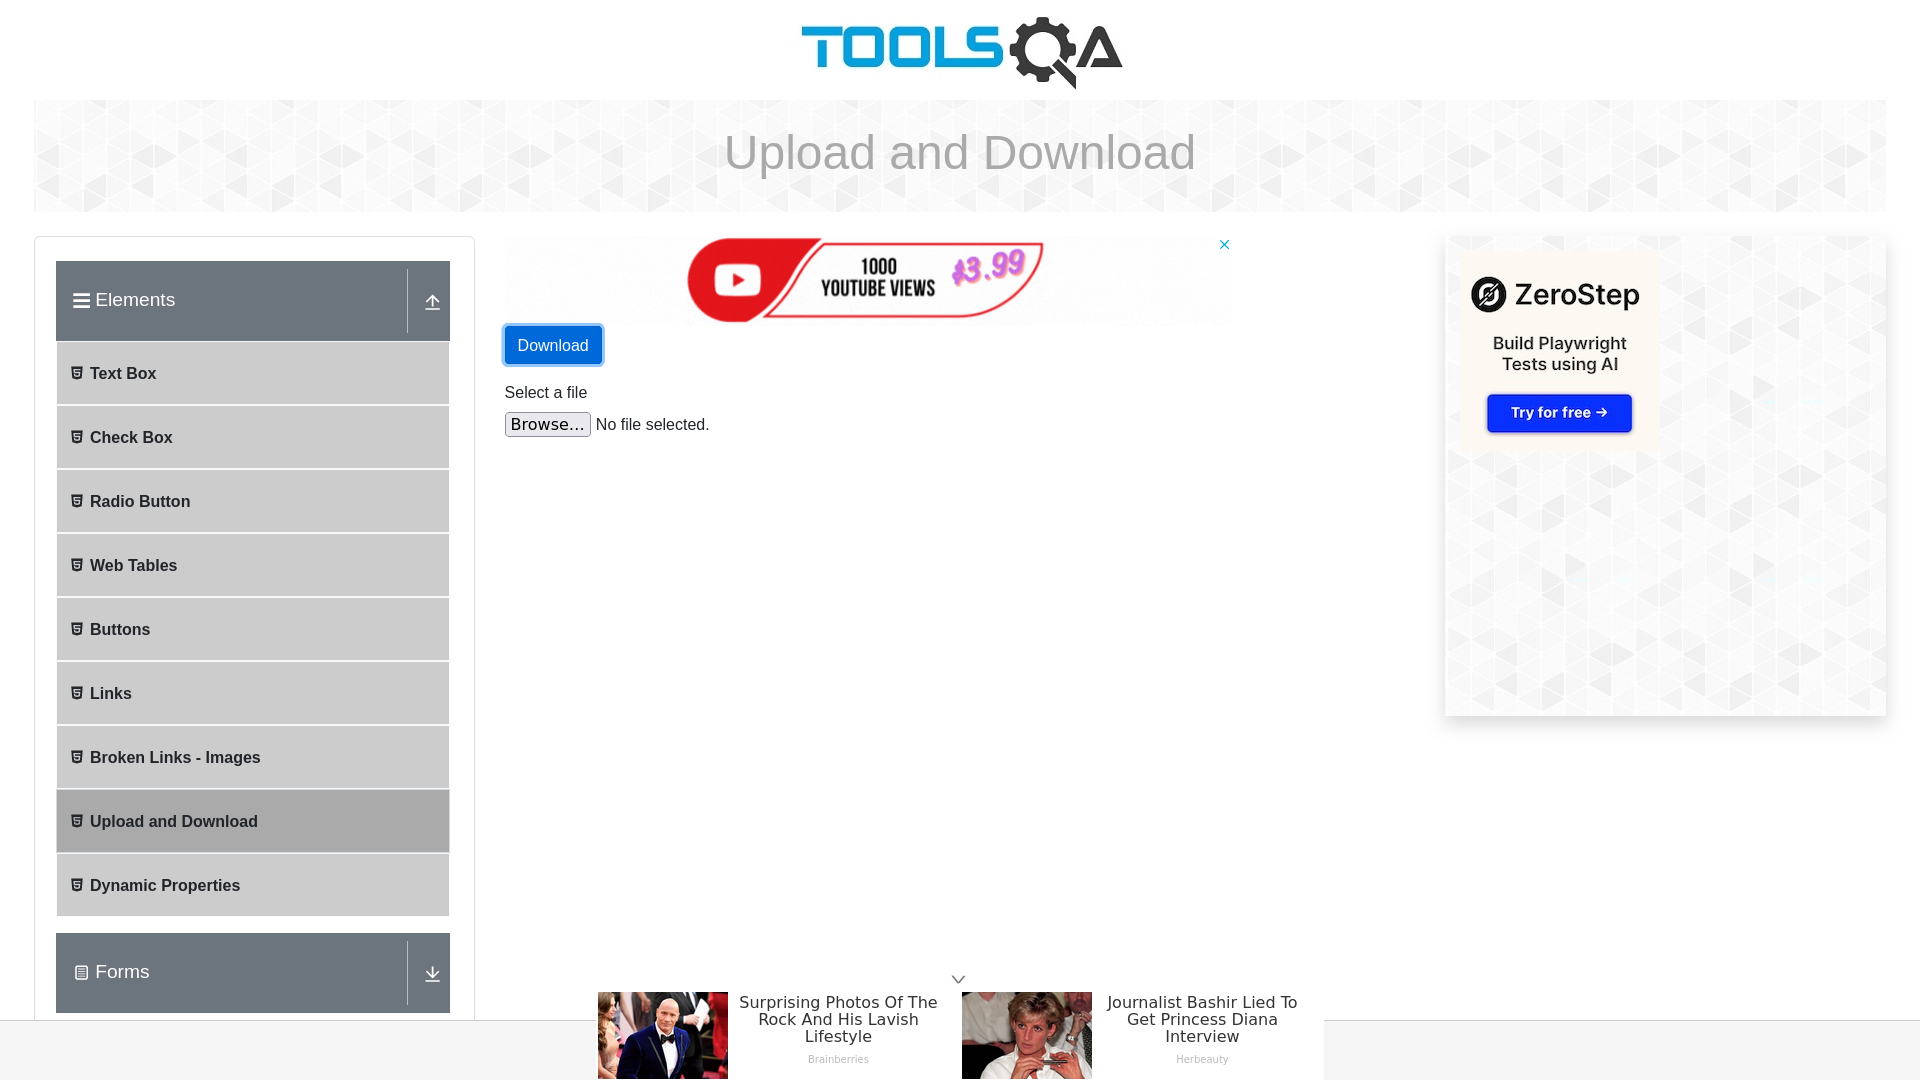 TOOLSQA
Upload and Download
Elements
Text Box
Check Box
Radio Button
Web Tables
Buttons
Links
Broken Links - Images
Upload and Download
Dynamic Properties
Forms
1000
YOUTUBE VIEWS
$3.99
Download
Select a file
Browse... No file selected.
ZeroStep
Build Playwright
Tests using AI
Try for free →
Surprising Photos Of The
Rock And His Lavish
Lifestyle
Brainberries
Journalist Bashir Lied To
Get Princess Diana
Interview
Herbeauty